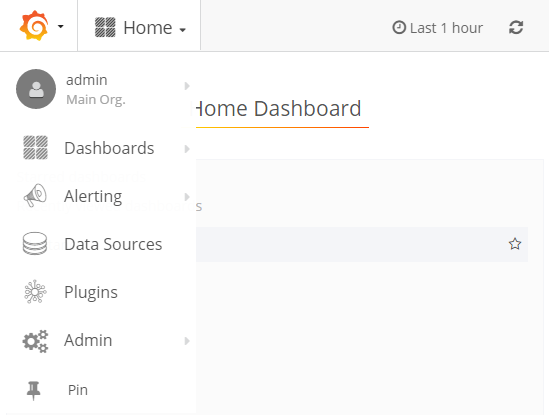 Home
Last 1 hour
admin
Main Org.
Home Dashboard
Dashboards
Alerting
s
Data Sources
Plugins
Admin
Pin